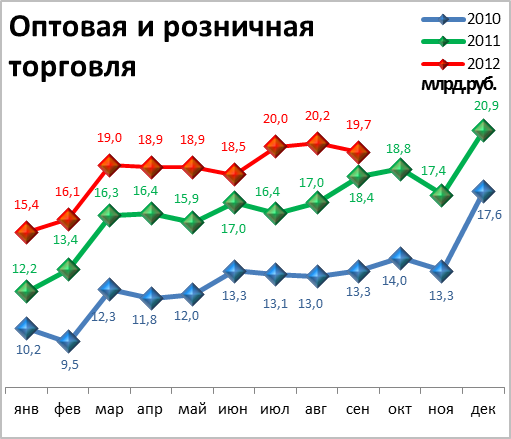 Оптовая и розничная
торговля
2010
2011
2012
млрд.руб.
15,4 16,1 19,0 18,9 18,9 18,5 20,0 20,2 19,7
12,2 13,4 16,3 16,4 15,9 17,0 16,4 17,0 18,4 18,8 17,4 20,9
10,2 9,5 12,3 11,8 12,0 13,3 13,1 13,0 13,3 14,0 13,3 17,6
янв фев мар апр май июн июл авг сен окт ноя дек